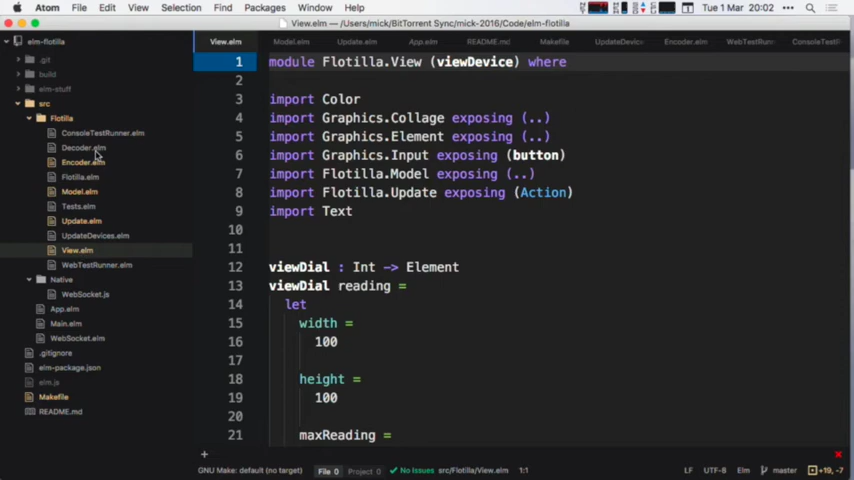 Atom File Edit View Selection Find Packages Window Help Tue 1 Mar 20:02
View.elm — /Users/mick/BitTorrent Sync/mick-2016/Code/elm-flotilla
elm-flotilla
View.elm Model.elm Update.elm App.elm README.md Makefile UpdateDevice Encoder.elm WebTestRunn ConsoleTestR
.git
build
elm-stuff
src
Flotilla
ConsoleTestRunner.elm
Decoder.elm
Encoder.elm
Flotilla.elm
Model.elm
Tests.elm
Update.elm
UpdateDevices.elm
View.elm
WebTestRunner.elm
Native
WebSocket.js
App.elm
Main.elm
WebSocket.elm
.gitignore
elm-package.json
elm.js
Makefile
README.md
1 module Flotilla.View (viewDevice) where
2
3 import Color
4 import Graphics.Collage exposing (..)
5 import Graphics.Element exposing (..)
6 import Graphics.Input exposing (button)
7 import Flotilla.Model exposing (..)
8 import Flotilla.Update exposing (Action)
9 import Text
10
11
12 viewDial : Int -> Element
13 viewDial reading =
14 let
15 width =
16 100
17
18 height =
19 100
20
21 maxReading =
GNU Make: default (no target) File 0 Project 0 No Issues src/Flotilla/View.elm 1:1 LF UTF-8 Elm master +19, -7